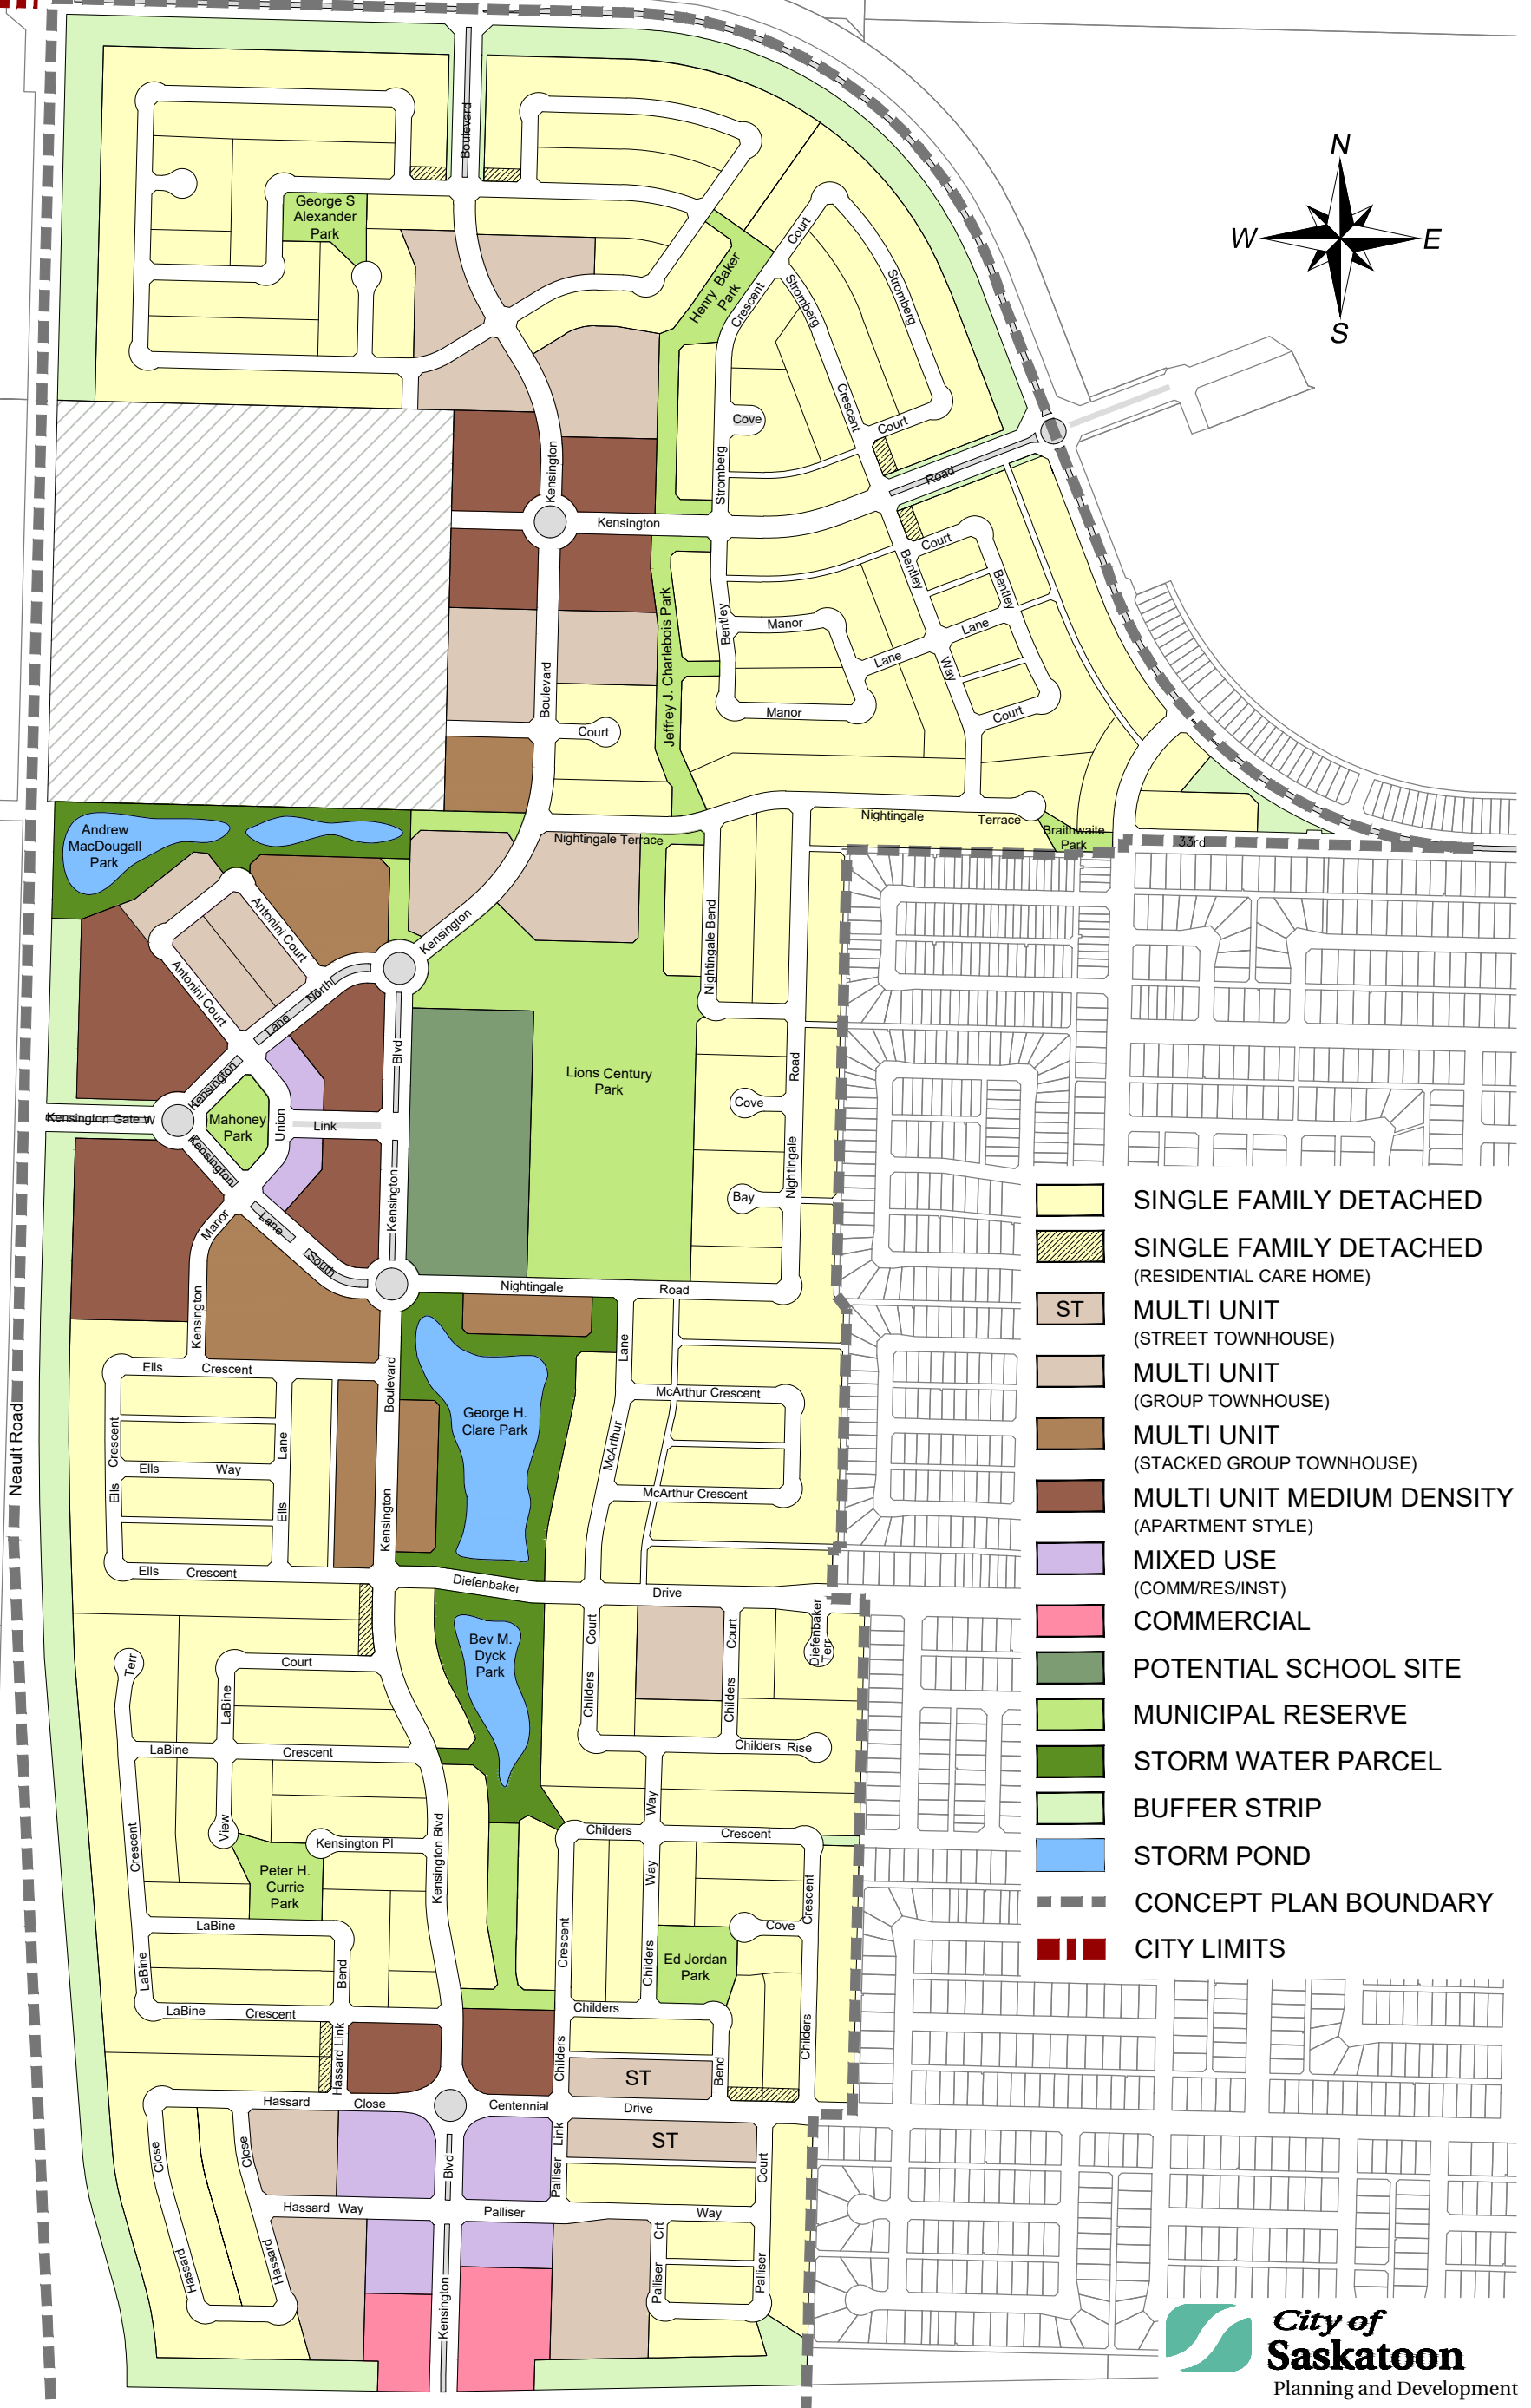 Boulevard
N
W
E
S
George S
Alexander
Park
Henry Baker
Park
Court
Crescent
Stromberg
Stromberg
Crescent
Court
Cove
Stromberg
Road
Kensington
Kensington
Court
Bentley
Bentley
Jeffrey J. Charlebois Park
Bentley
Manor
Lane
Lane
Way
Manor
Court
Boulevard
Court
Nightingale
Terrace
Braithwaite
Park
33rd
Andrew
MacDougall
Park
Nightingale Terrace
Antonini Court
Kensington
Nightingale Bend
Antonini Court
North
Lane
Blvd
Lions Century
Park
Road
Kensington
Cove
Kensington Gate W
Mahoney
Park
Union
Link
Kensington
Nightingale
Kensington
Bay
Manor
Lane
South
Nightingale
Road
Kensington
Lane
Ells
Crescent
Boulevard
McArthur Crescent
George H.
Clare Park
Crescent
Lane
McArthur
Neault Road
Ells
Way
Ells
Ells
McArthur Crescent
Kensington
Ells
Crescent
Diefenbaker
Drive
Bev M.
Dyck
Park
Court
Court
Diefenbaker
Terr
Terr
Court
LaBine
Childers
Childers
LaBine
Crescent
Childers Rise
Way
View
Kensington Pl
Crescent
Kensington Blvd
Childers
Crescent
Peter H.
Currie
Park
Way
Crescent
LaBine
Crescent
Cove
Ed Jordan
Park
LaBine
Bend
Childers
LaBine
Crescent
Childers
Hassard Link
Childers
Childers
ST
Bend
Hassard
Close
Centennial
Drive
Close
Close
Blvd
Link
Palliser
ST
Court
Hassard Way
Palliser
Way
Hassard
Hassard
Kensington
Crt
Palliser
Palliser
SINGLE FAMILY DETACHED
SINGLE FAMILY DETACHED
(RESIDENTIAL CARE HOME)
ST
MULTI UNIT
(STREET TOWNHOUSE)
MULTI UNIT
(GROUP TOWNHOUSE)
MULTI UNIT
(STACKED GROUP TOWNHOUSE)
MULTI UNIT MEDIUM DENSITY
(APARTMENT STYLE)
MIXED USE
(COMM/RES/INST)
COMMERCIAL
POTENTIAL SCHOOL SITE
MUNICIPAL RESERVE
STORM WATER PARCEL
BUFFER STRIP
STORM POND
CONCEPT PLAN BOUNDARY
CITY LIMITS
City of
Saskatoon
Planning and Development